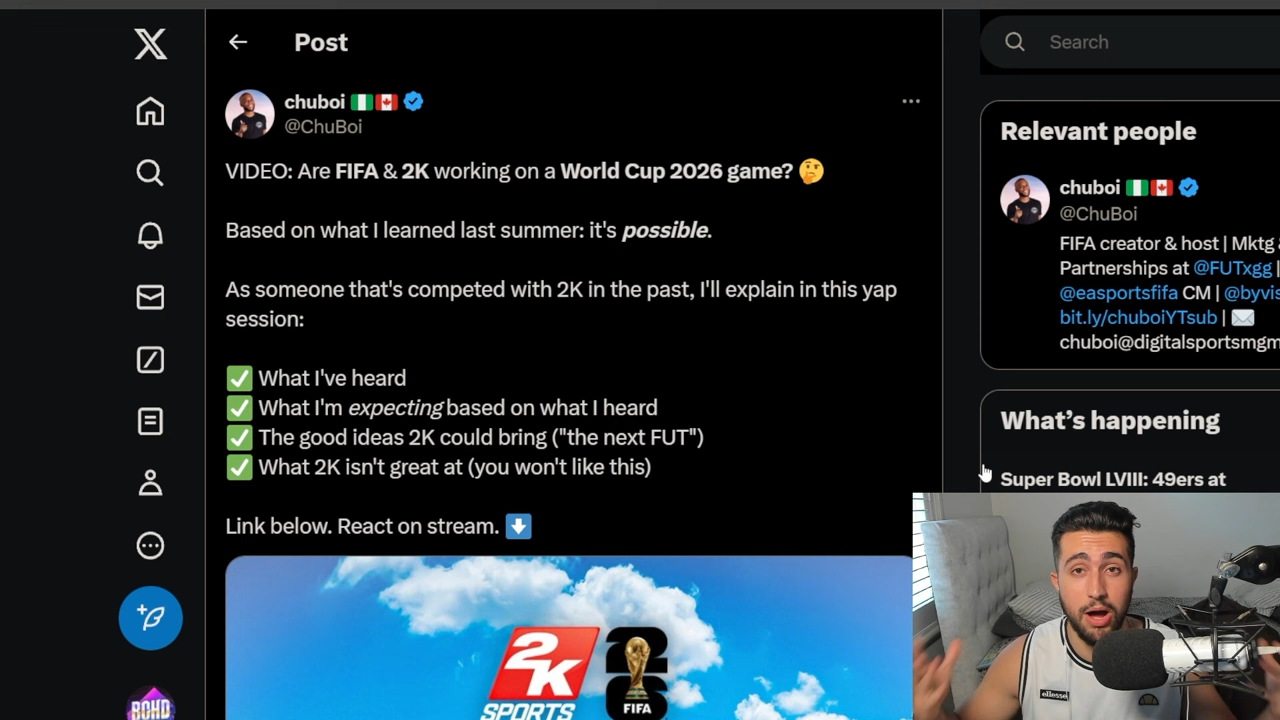 Post
Search
chuboi
@ChuBoi
VIDEO: Are FIFA & 2K working on a World Cup 2026 game? 🤔
Based on what I learned last summer: it's possible.
As someone that's competed with 2K in the past, I'll explain in this yap
session:
✅ What I've heard
✅ What I'm expecting based on what I heard
✅ The good ideas 2K could bring ("the next FUT")
✅ What 2K isn't great at (you won't like this)
Link below. React on stream. ⬇️
2K
SPORTS
26
FIFA
Relevant people
chuboi
@ChuBoi
FIFA creator & host | Mktg
Partnerships at @FUTxgg |
@easportsfifa CM | @byvis
bit.ly/chuboiYTsub | ✉️
chuboi@digitalsportsmgm
What's happening
Super Bowl LVIII: 49ers at
ellesse
BOHD